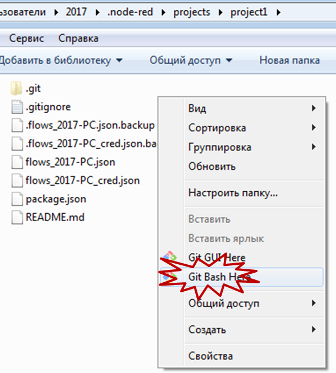 зователи ▸ 2017 ▸ .node-red ▸ projects ▸ project1 ▸
Сервис Справка
Добавить в библиотеку ▾ Общий доступ ▾ Новая папка
.git
.gitignore
.flows_2017-PC.json.backup
.flows_2017-PC_cred.json.ba
flows_2017-PC.json
flows_2017-PC_cred.json
package.json
README.md
Вид
Сортировка
Группировка
Обновить
Настроить папку...
Вставить
Вставить ярлык
Git GUI Here
Git Bash Here
Общий доступ
Создать
Свойства